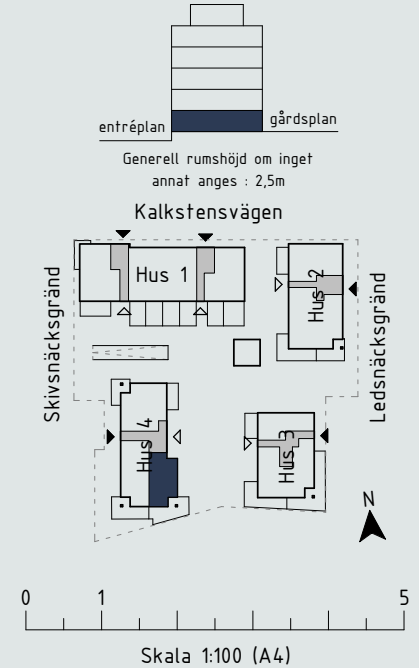 entréplan
gårdsplan
Generell rumshöjd om inget
annat anges : 2,5m
Kalkstensvägen
Skivsnäcksgränd
Hus 1
Hus 2
Ledsnäcksgränd
Hus 4
Hus 3
N
0 1 5
Skala 1:100 (A4)